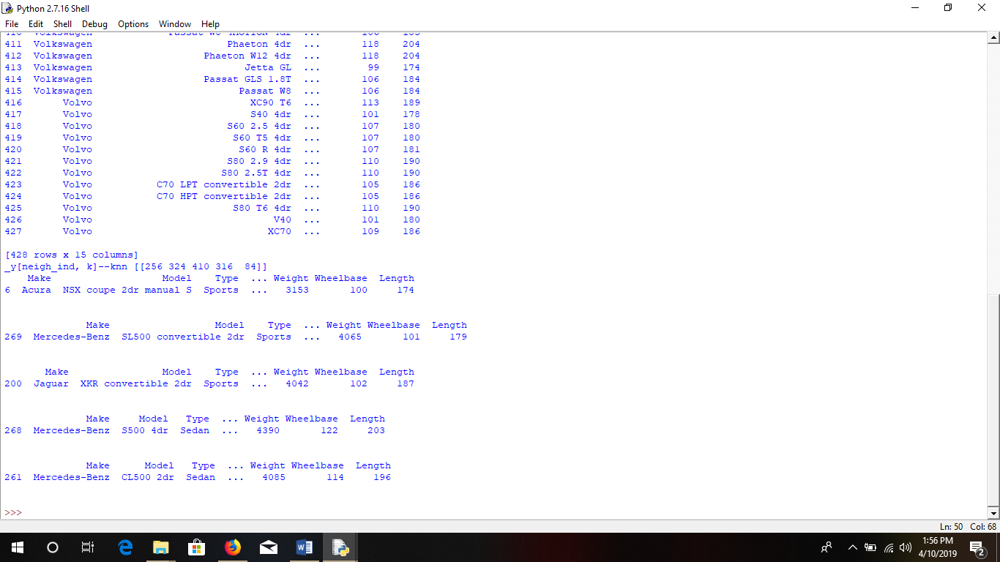 Python 2.7.16 Shell
File Edit Shell Debug Options Window Help
410 Volkswagen Passat W8 4MOTION 4dr ... 106 185
411 Volkswagen Phaeton 4dr ... 118 204
412 Volkswagen Phaeton W12 4dr ... 118 204
413 Volkswagen Jetta GL ... 99 174
414 Volkswagen Passat GLS 1.8T ... 106 184
415 Volkswagen Passat W8 ... 106 184
416 Volvo XC90 T6 ... 113 189
417 Volvo S40 4dr ... 101 178
418 Volvo S60 2.5 4dr ... 107 180
419 Volvo S60 T5 4dr ... 107 180
420 Volvo S60 R 4dr ... 107 181
421 Volvo S80 2.9 4dr ... 110 190
422 Volvo S80 2.5T 4dr ... 110 190
423 Volvo C70 LPT convertible 2dr ... 105 186
424 Volvo C70 HPT convertible 2dr ... 105 186
425 Volvo S80 T6 4dr ... 110 190
426 Volvo V40 ... 101 180
427 Volvo XC70 ... 109 186
[428 rows x 15 columns]
_y[neigh_ind, k]--knn [[256 324 410 316  84]]
Make Model Type ... Weight Wheelbase Length
6 Acura NSX coupe 2dr manual S Sports ... 3153 100 174
Make Model Type ... Weight Wheelbase Length
269 Mercedes-Benz SL500 convertible 2dr Sports ... 4065 101 179
Make Model Type ... Weight Wheelbase Length
200 Jaguar XKR convertible 2dr Sports ... 4042 102 187
Make Model Type ... Weight Wheelbase Length
268 Mercedes-Benz S500 4dr Sedan ... 4390 122 203
Make Model Type ... Weight Wheelbase Length
261 Mercedes-Benz CL500 2dr Sedan ... 4085 114 196
>>>
Ln: 50 Col: 68
1:56 PM
4/10/2019
2